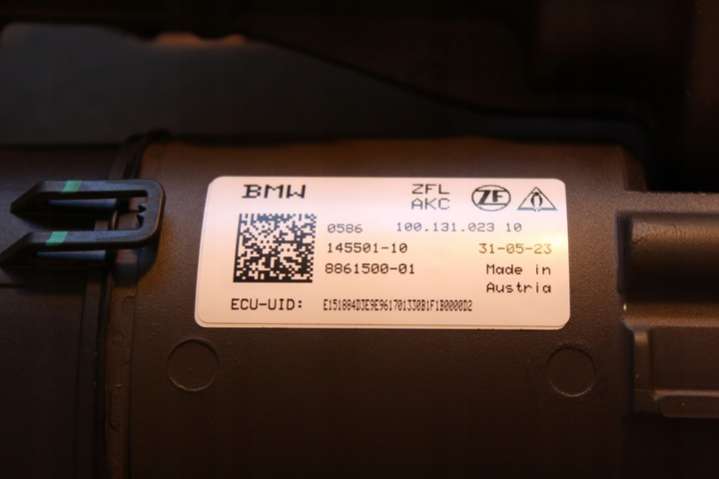 BMW
ZFL
AKC
ZF
0586 100.131.023 10
145501-10 31-05-23
8861500-01 Made in
Austria
ECU-UID: E151884D3E9E961701330B1F1B0000D2